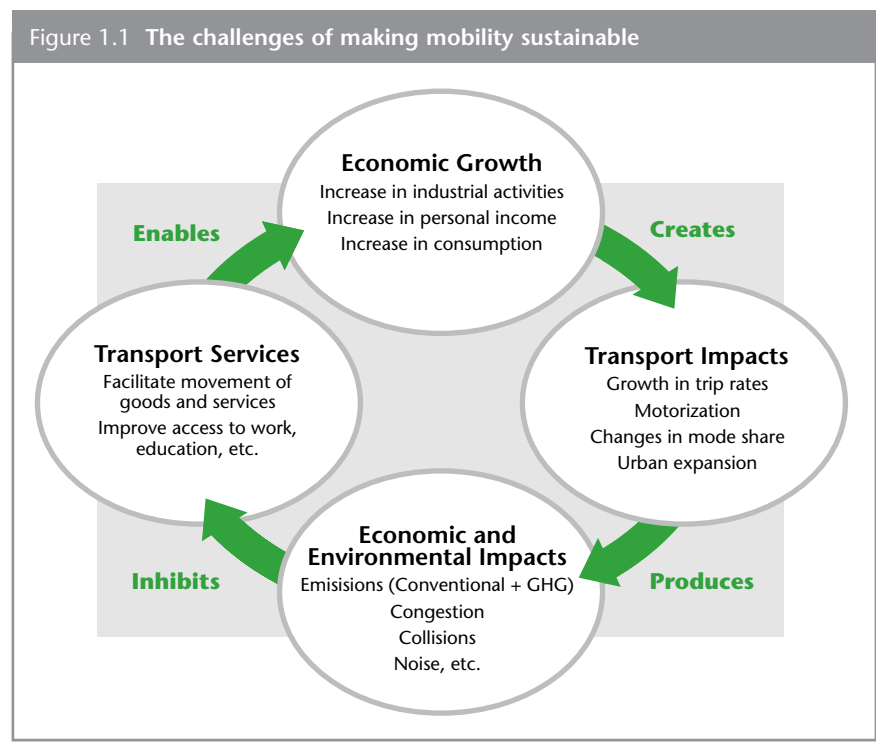 Figure 1.1 The challenges of making mobility sustainable
Economic Growth
Increase in industrial activities
Increase in personal income
Increase in consumption
Enables
Creates
Transport Services
Facilitate movement of
goods and services
Improve access to work,
education, etc.
Transport Impacts
Growth in trip rates
Motorization
Changes in mode share
Urban expansion
Economic and
Environmental Impacts
Emisisions (Conventional + GHG)
Congestion
Collisions
Noise, etc.
Inhibits
Produces